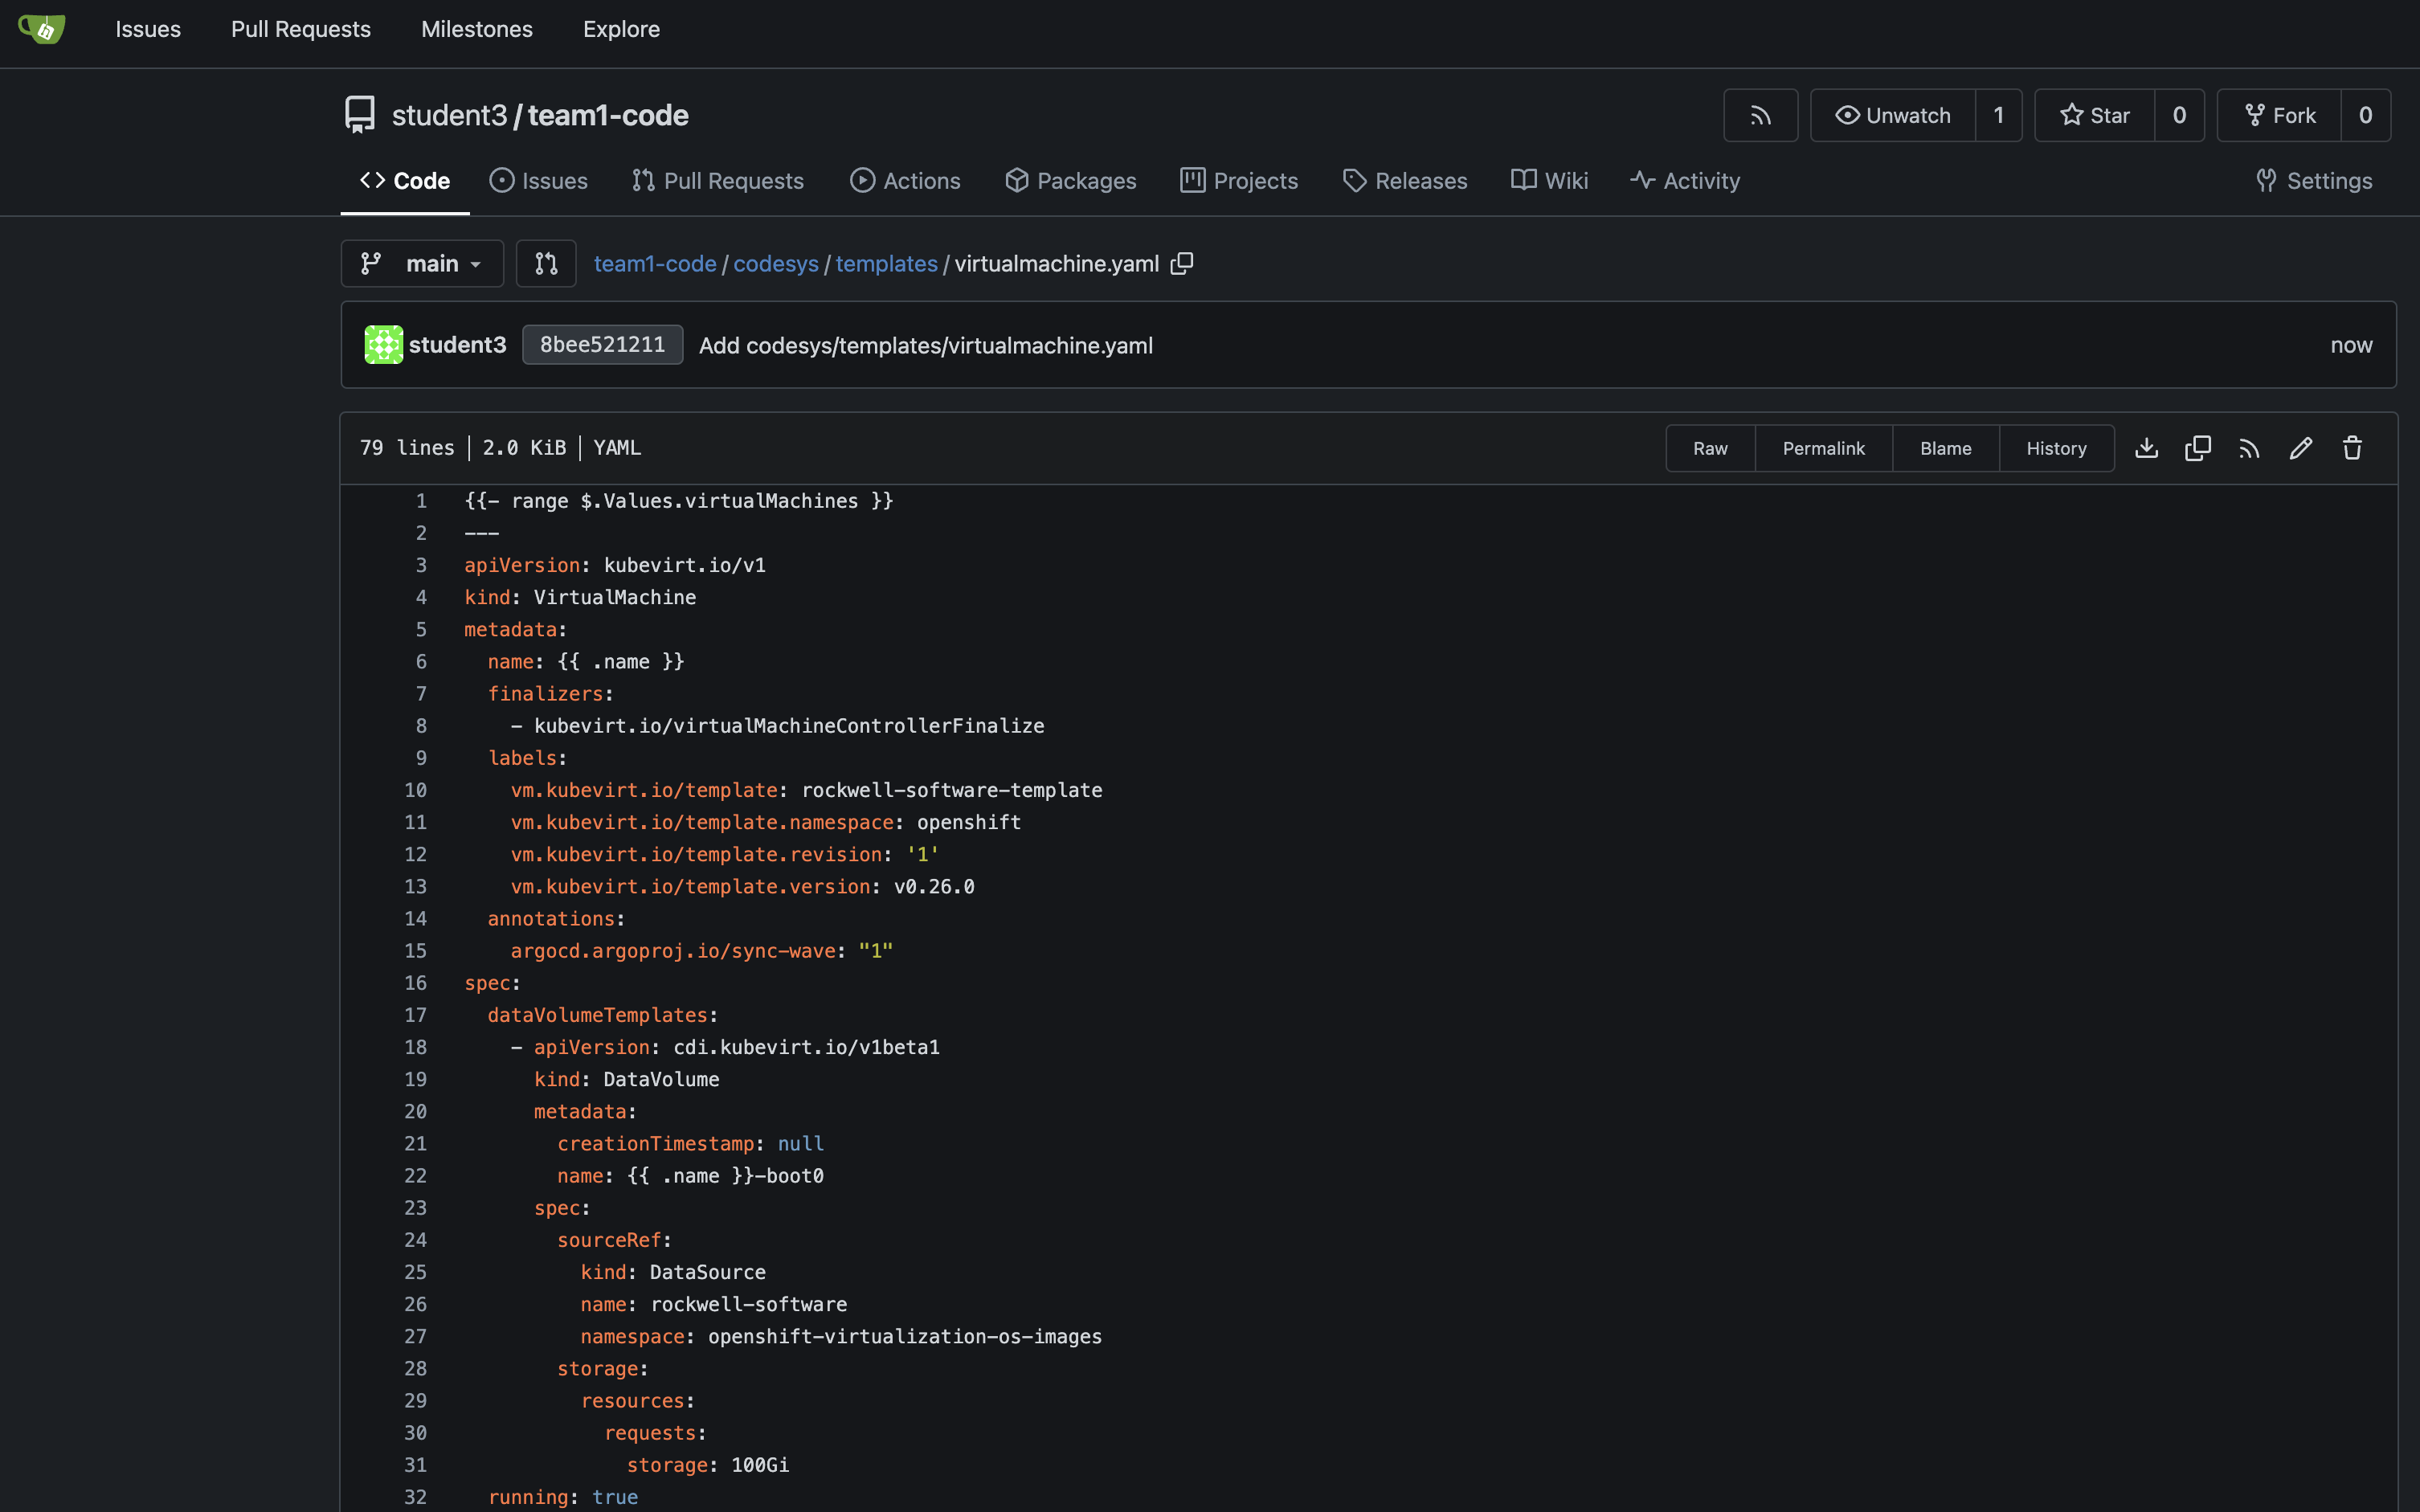 Issues Pull Requests Milestones Explore
student3/team1-code
Unwatch 1 Star 0 Fork 0
Code Issues Pull Requests Actions Packages Projects Releases Wiki Activity Settings
main team1-code/codesys/templates/virtualmachine.yaml
student3 8bee521211 Add codesys/templates/virtualmachine.yaml now
79 lines | 2.0 KiB | YAML Raw Permalink Blame History
1 {{- range $.Values.virtualMachines }}
2 ---
3 apiVersion: kubevirt.io/v1
4 kind: VirtualMachine
5 metadata:
6   name: {{ .name }}
7   finalizers:
8     - kubevirt.io/virtualMachineControllerFinalize
9   labels:
10     vm.kubevirt.io/template: rockwell-software-template
11     vm.kubevirt.io/template.namespace: openshift
12     vm.kubevirt.io/template.revision: '1'
13     vm.kubevirt.io/template.version: v0.26.0
14   annotations:
15     argocd.argoproj.io/sync-wave: "1"
16 spec:
17   dataVolumeTemplates:
18     - apiVersion: cdi.kubevirt.io/v1beta1
19       kind: DataVolume
20       metadata:
21         creationTimestamp: null
22         name: {{ .name }}-boot0
23       spec:
24         sourceRef:
25           kind: DataSource
26           name: rockwell-software
27           namespace: openshift-virtualization-os-images
28         storage:
29           resources:
30             requests:
31               storage: 100Gi
32   running: true